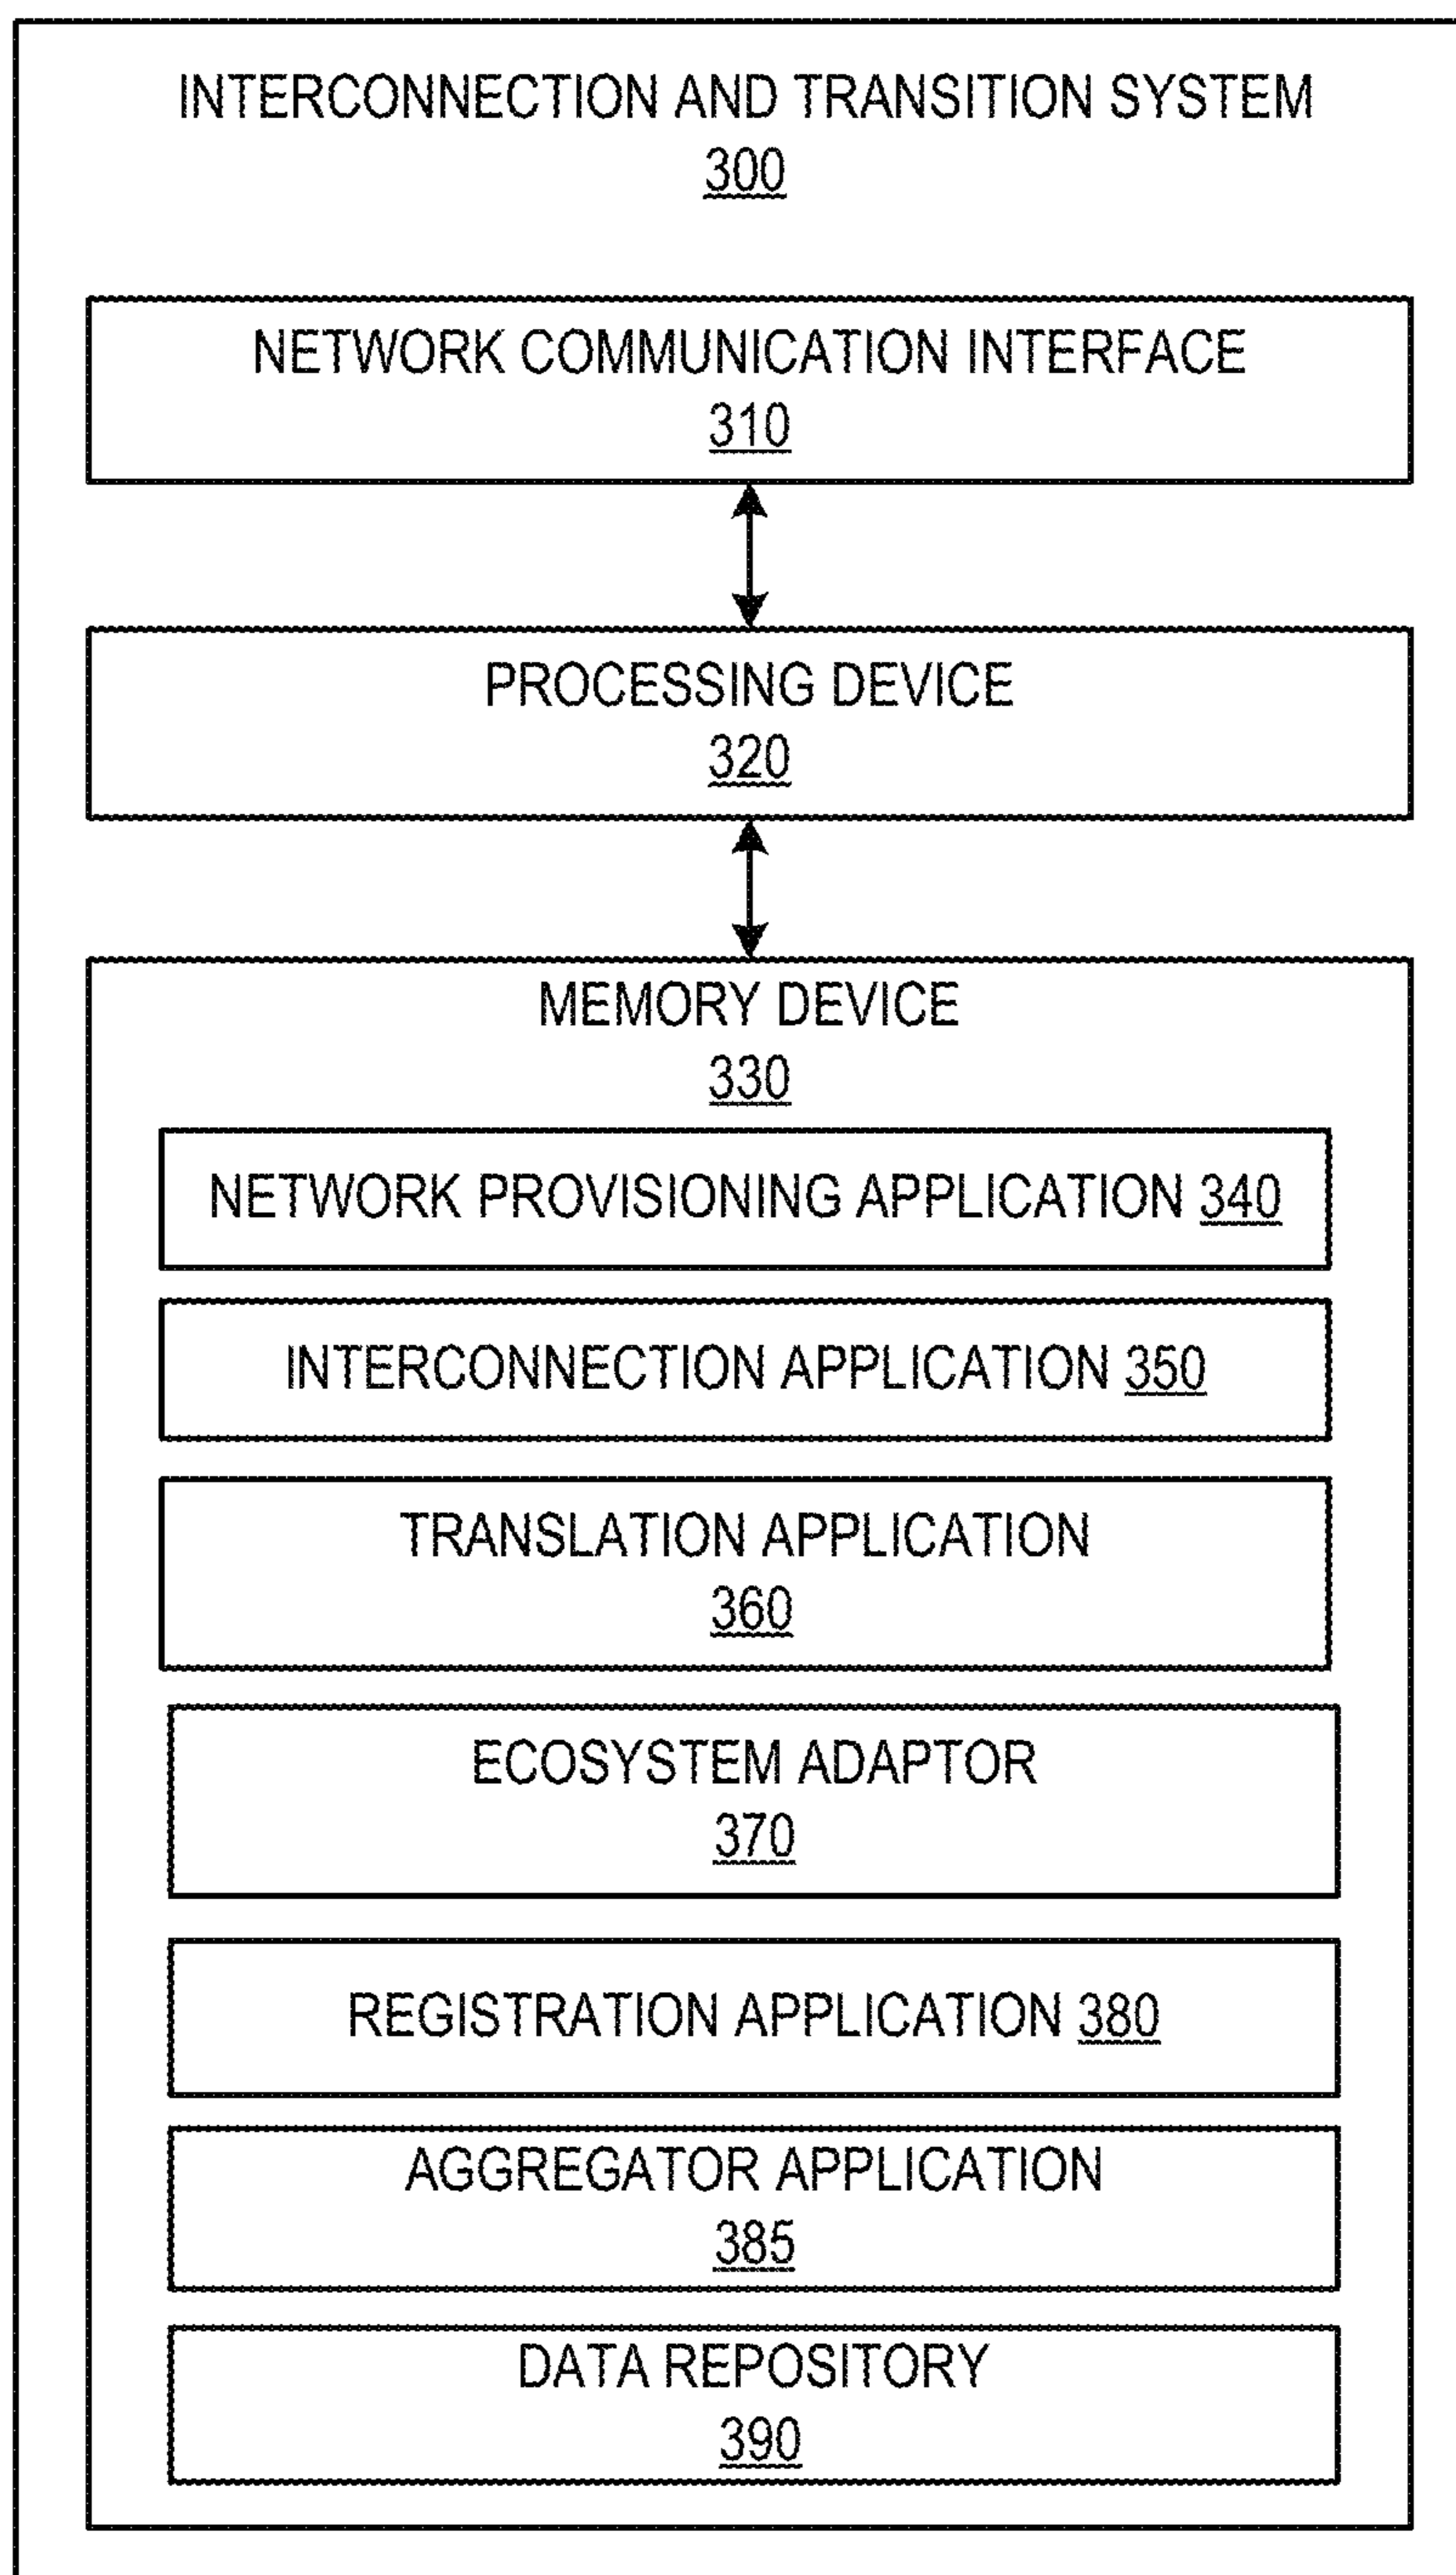 INTERCONNECTION AND TRANSITION SYSTEM
300
NETWORK COMMUNICATION INTERFACE
310
PROCESSING DEVICE
320
MEMORY DEVICE
330
NETWORK PROVISIONING APPLICATION 340
INTERCONNECTION APPLICATION 350
TRANSLATION APPLICATION
360
ECOSYSTEM ADAPTOR
370
REGISTRATION APPLICATION 380
AGGREGATOR APPLICATION
385
DATA REPOSITORY
390